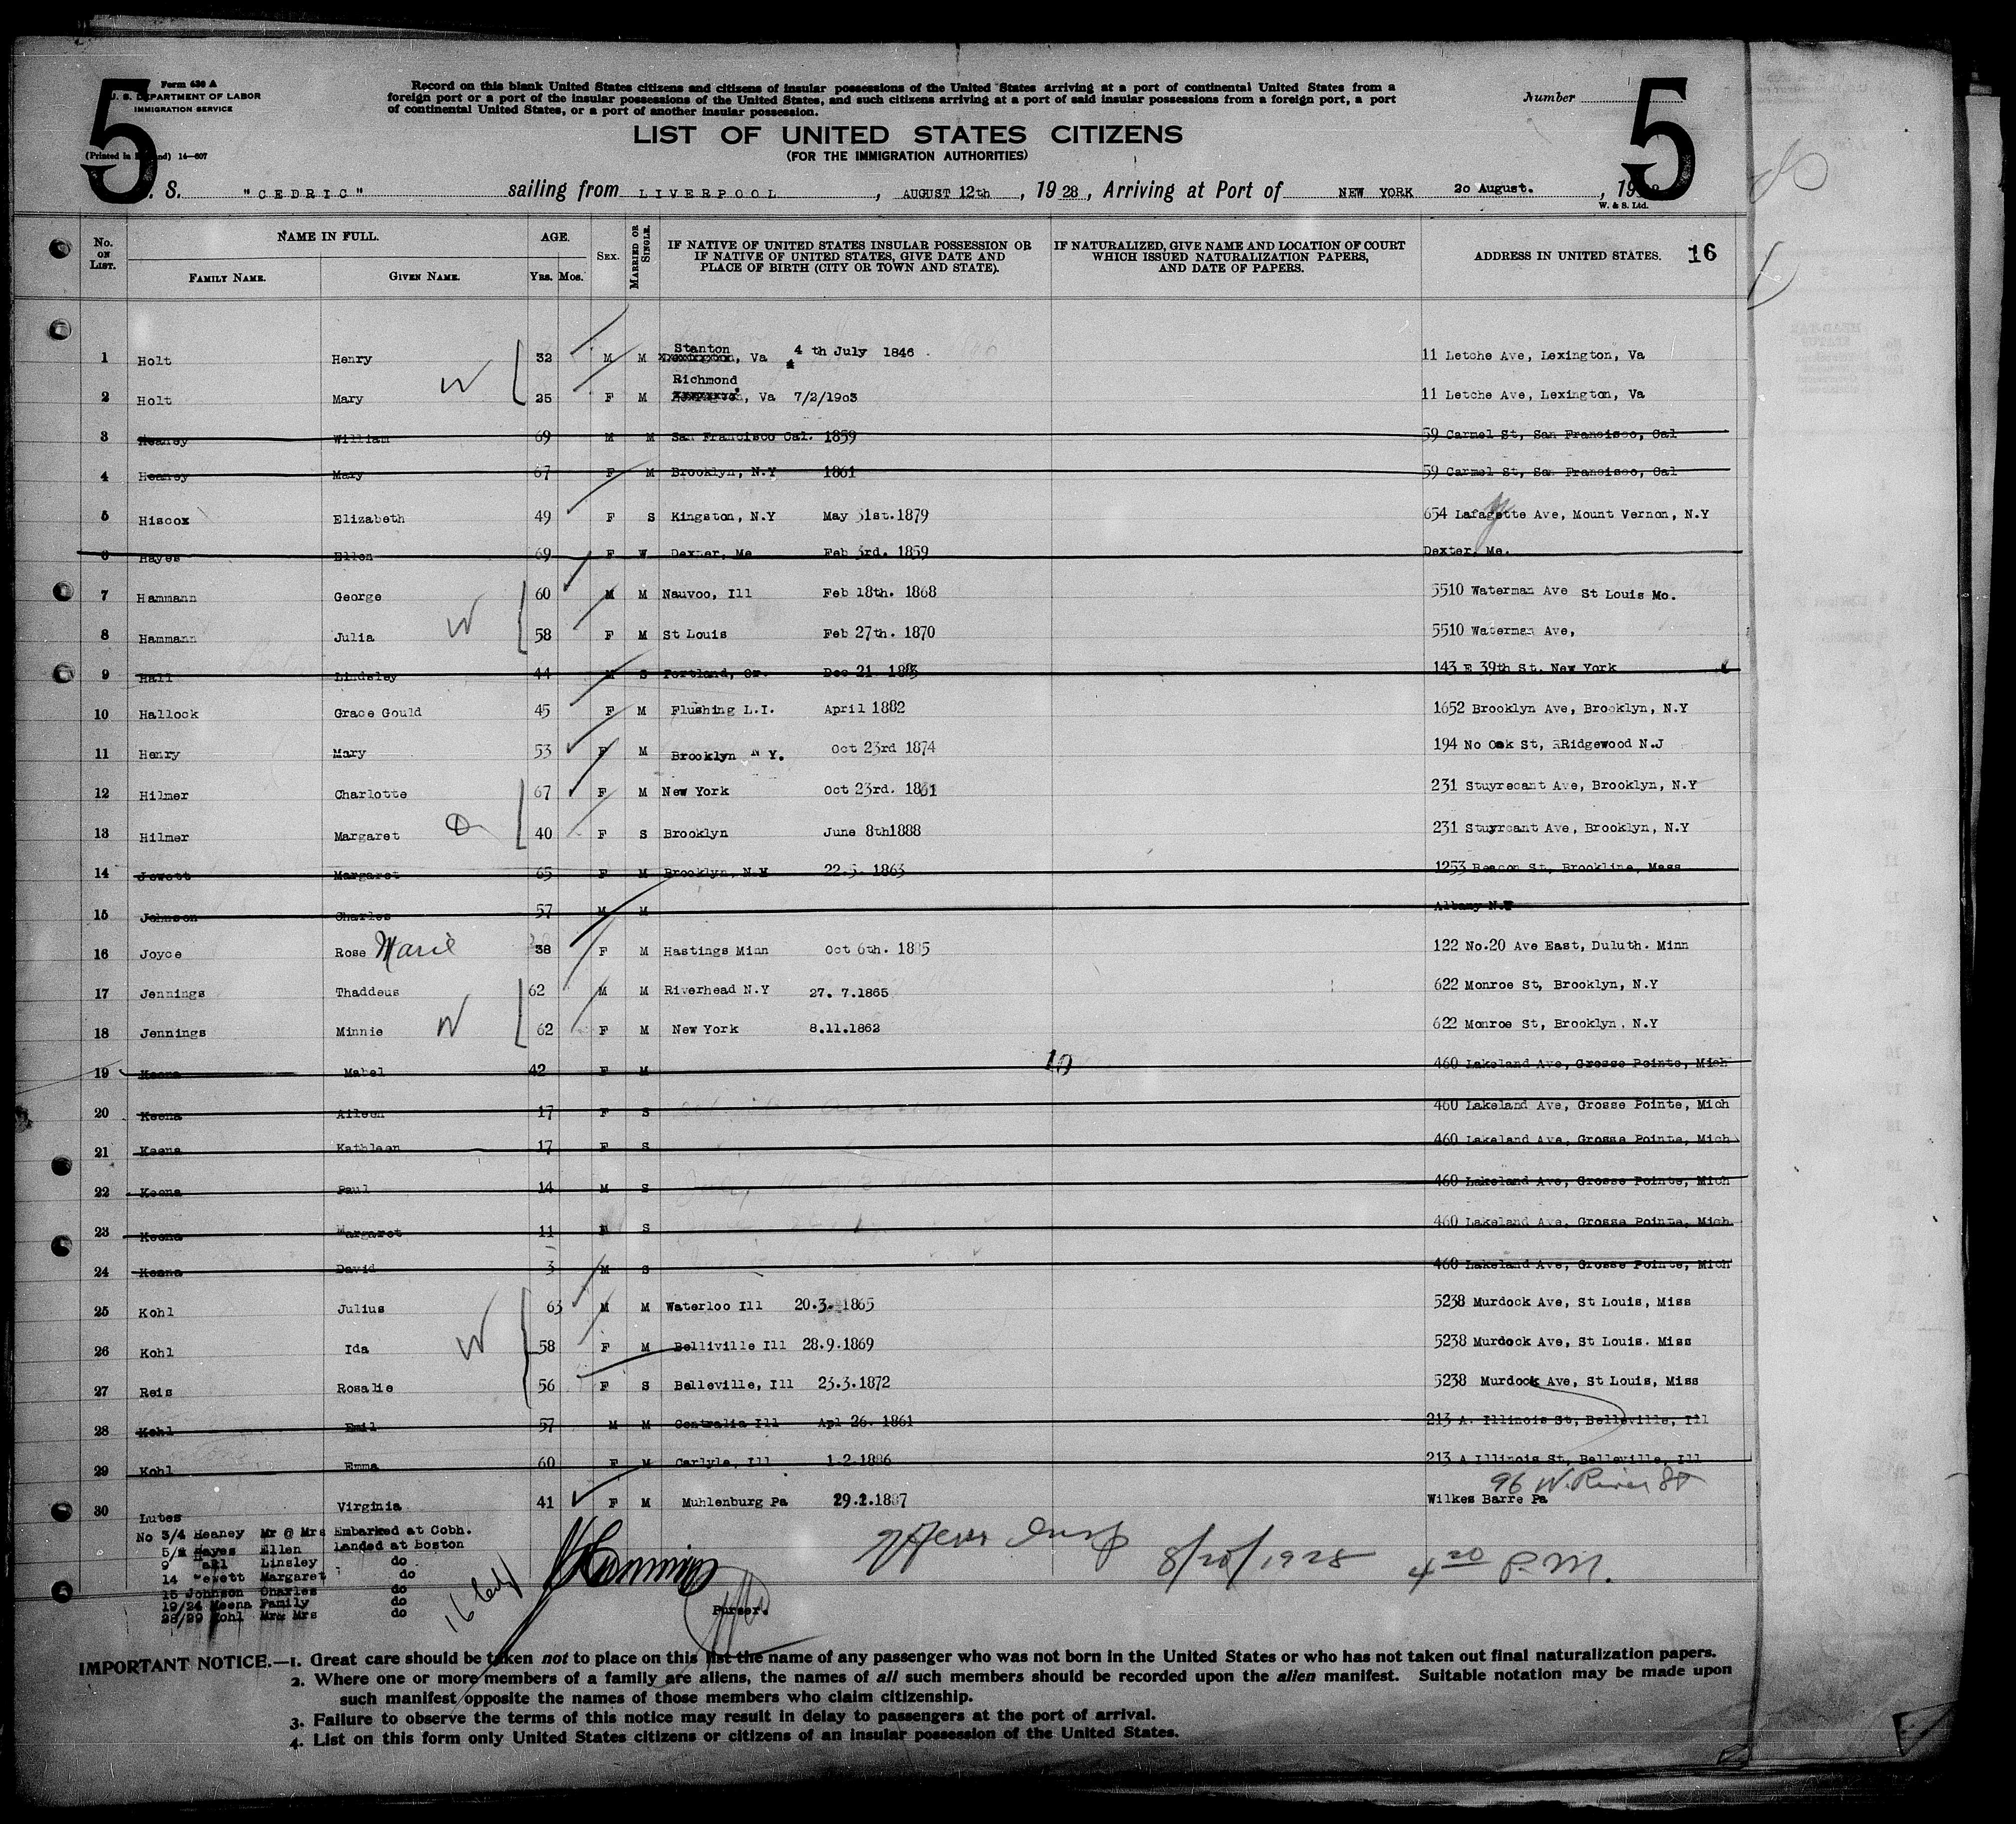 5
Form 630 A
U. S. DEPARTMENT OF LABOR
IMMIGRATION SERVICE
(Printed in England) 14—607
Record on this blank United States citizens and citizens of insular possessions of the United States arriving at a port of continental United States from a
foreign port or a port of the insular possessions of the United States, and such citizens arriving at a port of said insular possessions from a foreign port, a port
of continental United States, or a port of another insular possession.
Number
5
LIST OF UNITED STATES CITIZENS
(FOR THE IMMIGRATION AUTHORITIES)
S. "CEDRIC" sailing from LIVERPOOL, AUGUST 12th, 1928, Arriving at Port of NEW YORK 20 August., 1928
W. & S. Ltd.
No. ON LIST. NAME IN FULL. FAMILY NAME. GIVEN NAME. AGE. Yrs. Mos. SEX. MARRIED OR SINGLE. IF NATIVE OF UNITED STATES INSULAR POSSESSION OR IF NATIVE OF UNITED STATES, GIVE DATE AND PLACE OF BIRTH (CITY OR TOWN AND STATE). IF NATURALIZED, GIVE NAME AND LOCATION OF COURT WHICH ISSUED NATURALIZATION PAPERS, AND DATE OF PAPERS. ADDRESS IN UNITED STATES. 16
1 Holt Henry 32 M M Stanton, Va 4 th July 1846 11 Letche Ave, Lexington, Va
2 Holt Mary 25 F M Richmond, Va 7/2/1903 11 Letche Ave, Lexington, Va
3 Heaney William 69 M M San Francisco Cal. 1859 59 Carmel St, San Francisco, Cal
4 Heaney Mary 67 F M Brooklyn, N.Y 1861 59 Carmel St, San Francisco, Cal
5 Hiscox Elizabeth 49 F S Kingston, N.Y May 31st.1879 654 Lafayette Ave, Mount Vernon, N.Y
6 Hayes Ellen 69 F W Dexter, Me Feb 3rd. 1859 Dexter, Me.
7 Hammann George 60 M M Nauvoo, Ill Feb 18th. 1868 5510 Waterman Ave St Louis Mo.
8 Hammann Julia 58 F M St Louis Feb 27th. 1870 5510 Waterman Ave,
9 Hall Lindsley 44 M S Portland, Or. Dec 21 1883 143 E 39th St. New York
10 Hallock Grace Gould 45 F M Flushing L.I. April 1882 1652 Brooklyn Ave, Brooklyn, N.Y
11 Henry Mary 53 F M Brooklyn N Y. Oct 23rd 1874 194 No Oak St, RRidgewood N.J
12 Hilmer Charlotte 67 F M New York Oct 23rd. 1861 231 Stuyrecant Ave, Brooklyn, N.Y
13 Hilmer Margaret 40 F S Brooklyn June 8th1888 231 Stuyrcant Ave, Brooklyn, N.Y
14 Jewett Margaret 65 F M Brooklyn, N.Y 22.5. 1863 1253 Beacon St, Brookline, Mass
15 Johnson Charles 57 M M Albany N.Y
16 Joyce Rose Marie 38 F M Hastings Minn Oct 6th. 1885 122 No.20 Ave East, Duluth. Minn
17 Jennings Thaddeus 62 M M Riverhead N.Y 27. 7.1865 622 Monroe St, Brooklyn, N.Y
18 Jennings Minnie 62 F M New York 8.11.1862 622 Monroe St, Brooklyn, N.Y
19 Keena Mabel 42 F M 10 460 Lakeland Ave, Grosse Pointe, Mich
20 Keena Aileen 17 F S 460 Lakeland Ave, Grosse Pointe, Mich
21 Keena Kathleen 17 F S 460 Lakeland Ave, Grosse Pointe, Mich
22 Keena Paul 14 M S 460 Lakeland Ave, Grosse Pointe, Mich
23 Keena Margaret 11 S 460 Lakeland Ave, Grosse Pointe, Mich
24 Keena David 3 M S 460 Lakeland Ave, Grosse Pointe, Mich
25 Kohl Julius 63 M M Waterloo Ill 20.3. 1865 5238 Murdock Ave, St Louis, Miss
26 Kohl Ida 58 F M Belliville Ill 28.9.1869 5238 Murdock Ave, St Louis. Miss
27 Reis Rosalie 56 F S Belleville, Ill 23.3.1872 5238 Murdock Ave, St Louis, Miss
28 Kohl Emil 57 M M Centralia Ill Apl 26. 1861 213 A. Illinois St, Belleville, Ill
29 Kohl Emma 60 F M Carlyle, Ill 1.2.1886 213 A Illinois St, Belleville, Ill
96 W. River St
30 Lutes Virginia 41 F M Muhlenburg Pa 29.1.1887 Wilkes Barre Pa
No 3/4 Heaney Mr @ Mrs Embarked at Cobh.
5/ Hayes Ellen Landed at Boston
9 Hall Linsley do
14 Jewett Margaret do
15 Johnson Charles do
19/24 Keena Family do
28/29 Kohl Mr& Mrs do
8/20/1928 4 20 P.M.
Purser.
IMPORTANT NOTICE.—1. Great care should be taken not to place on this list the name of any passenger who was not born in the United States or who has not taken out final naturalization papers.
2. Where one or more members of a family are aliens, the names of all such members should be recorded upon the alien manifest. Suitable notation may be made upon
such manifest opposite the names of those members who claim citizenship.
3. Failure to observe the terms of this notice may result in delay to passengers at the port of arrival.
4. List on this form only United States citizens or citizens of an insular possession of the United States.